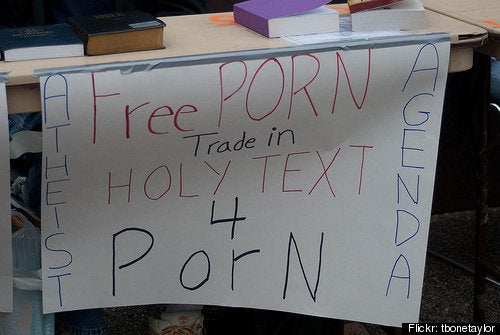 ATHEIST
Free PORN
Trade in
HOLY TEXT
4
PorN
AGENDA
Flickr: tbonetaylor